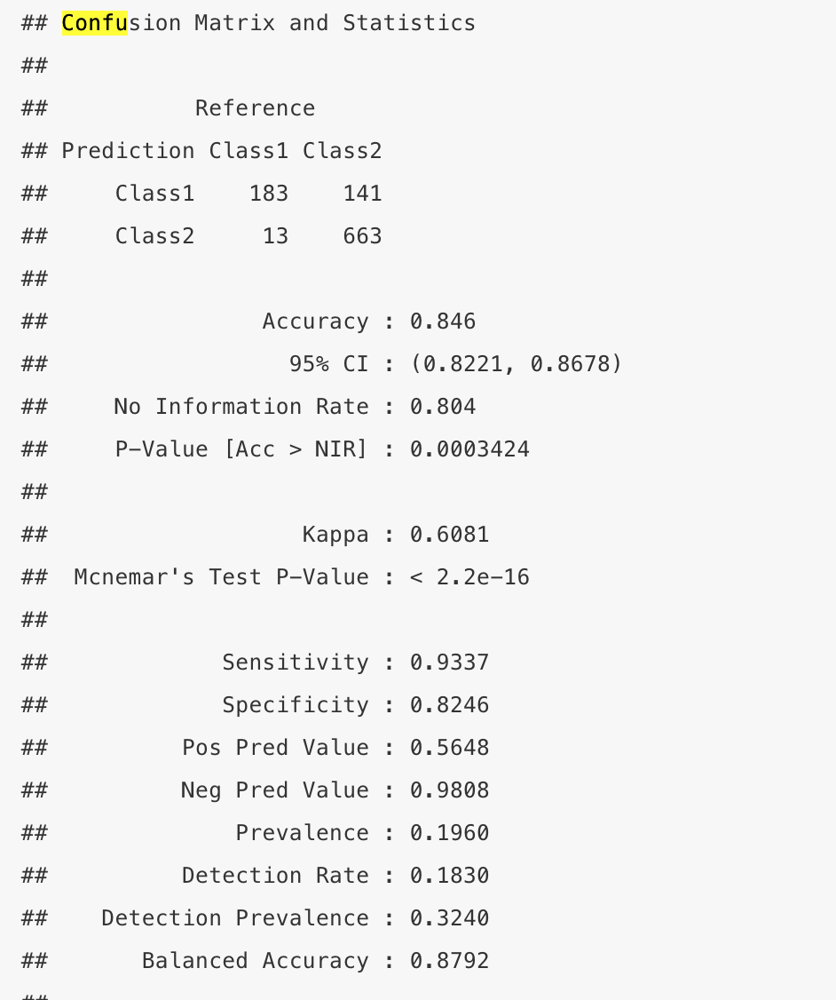 ## Confusion Matrix and Statistics
##
##           Reference
## Prediction Class1 Class2
##     Class1    183    141
##     Class2     13    663
##
##                Accuracy : 0.846
##                  95% CI : (0.8221, 0.8678)
##     No Information Rate : 0.804
##     P-Value [Acc > NIR] : 0.0003424
##
##                   Kappa : 0.6081
##  Mcnemar's Test P-Value : < 2.2e-16
##
##             Sensitivity : 0.9337
##             Specificity : 0.8246
##          Pos Pred Value : 0.5648
##          Neg Pred Value : 0.9808
##              Prevalence : 0.1960
##          Detection Rate : 0.1830
##    Detection Prevalence : 0.3240
##       Balanced Accuracy : 0.8792
##